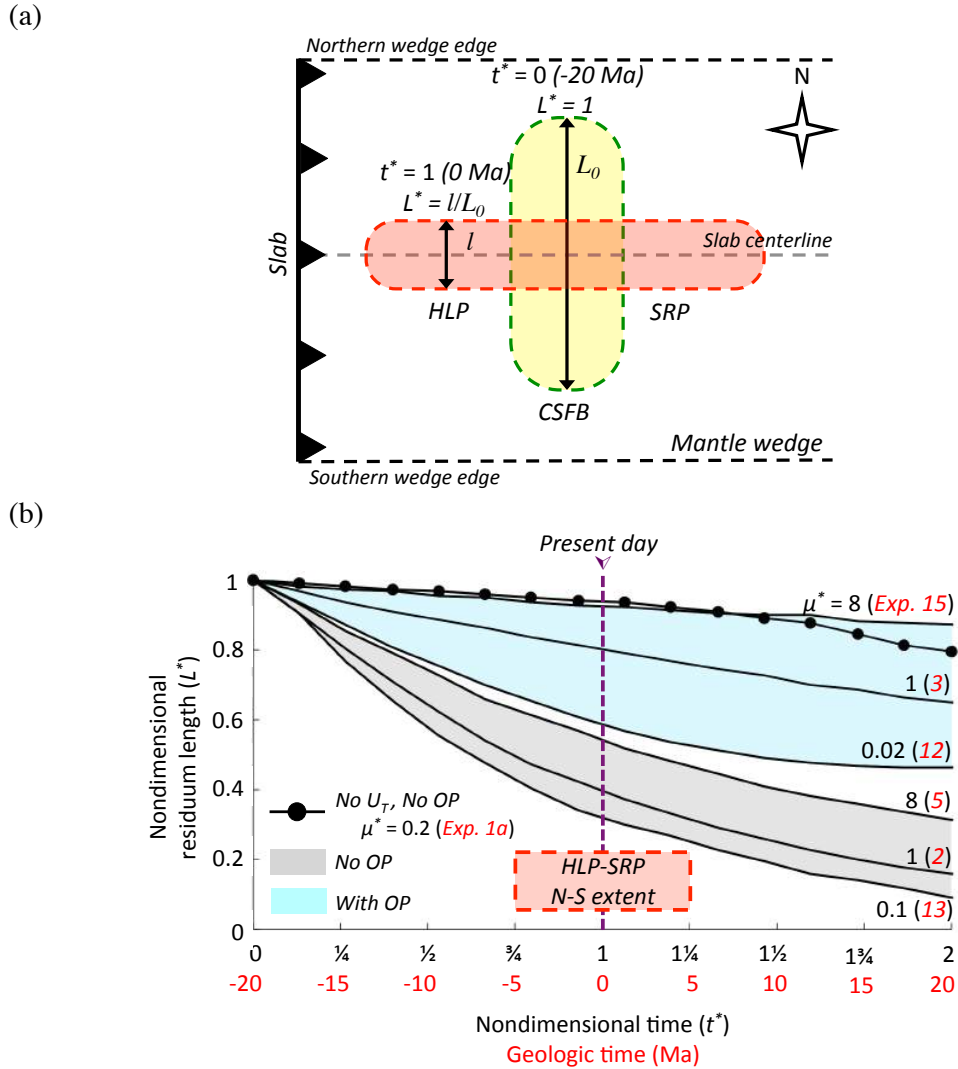 (a)
Northern wedge edge
t* = 0 (-20 Ma)
L* = 1
N
L0
t* = 1 (0 Ma)
L* = l/L0
l
Slab centerline
Slab
HLP
SRP
CSFB
Mantle wedge
Southern wedge edge
(b)
Present day
1
0.8
0.6
0.4
0.2
0
Nondimensional
residuum length (L*)
μ* = 8 (Exp. 15)
1 (3)
0.02 (12)
8 (5)
1 (2)
0.1 (13)
No UT, No OP
μ* = 0.2 (Exp. 1a)
No OP
With OP
HLP-SRP
N-S extent
0 ¼ ½ ¾ 1 1¼ 1½ 1¾ 2
-20 -15 -10 -5 0 5 10 15 20
Nondimensional time (t*)
Geologic time (Ma)